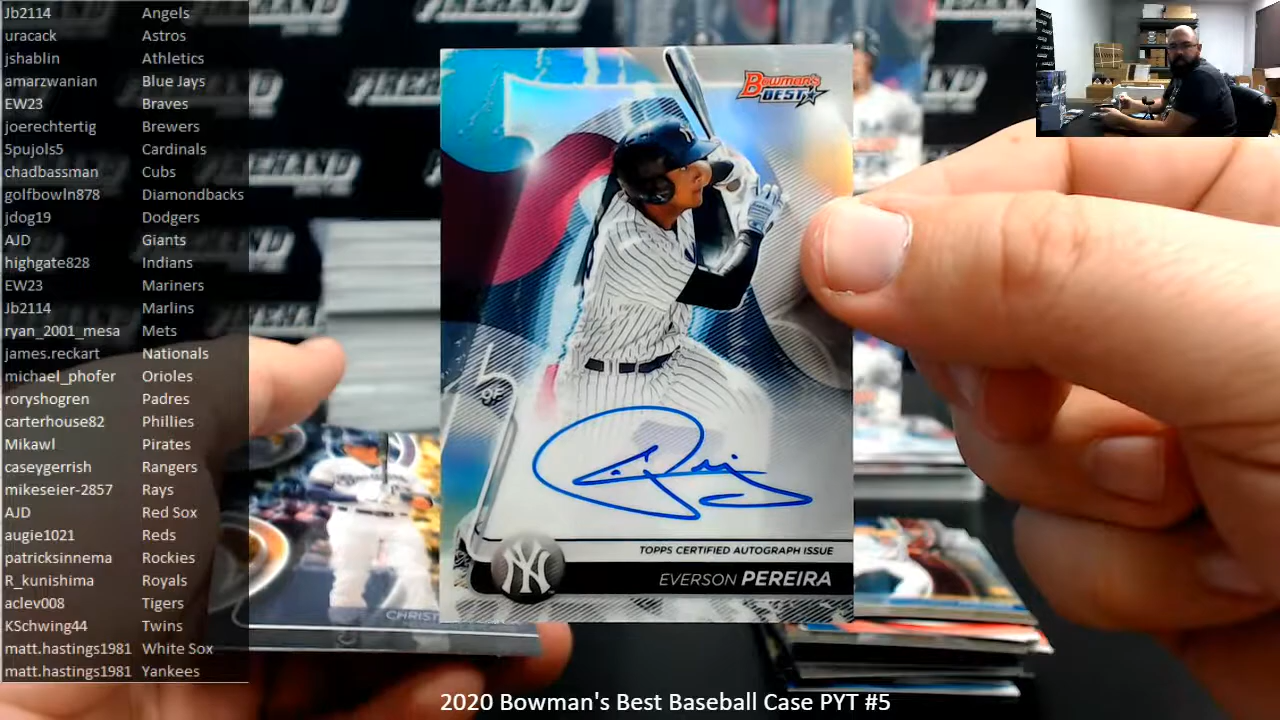 Jb2114 Angels
uracack Astros
jshablin Athletics
amarzwanian Blue Jays
EW23 Braves
joerechtertig Brewers
5pujols5 Cardinals
chadbassman Cubs
golfbowln878 Diamondbacks
jdog19 Dodgers
AJD Giants
highgate828 Indians
EW23 Mariners
Jb2114 Marlins
ryan_2001_mesa Mets
james.reckart Nationals
michael_phofer Orioles
roryshogren Padres
carterhouse82 Phillies
Mikawl Pirates
caseygerrish Rangers
mikeseier-2857 Rays
AJD Red Sox
augie1021 Reds
patricksinnema Rockies
R_kunishima Royals
aclev008 Tigers
KSchwing44 Twins
matt.hastings1981 White Sox
matt.hastings1981 Yankees
Bowman's
BEST
OF
TOPPS CERTIFIED AUTOGRAPH ISSUE
NY
EVERSON PEREIRA
2020 Bowman's Best Baseball Case PYT #5